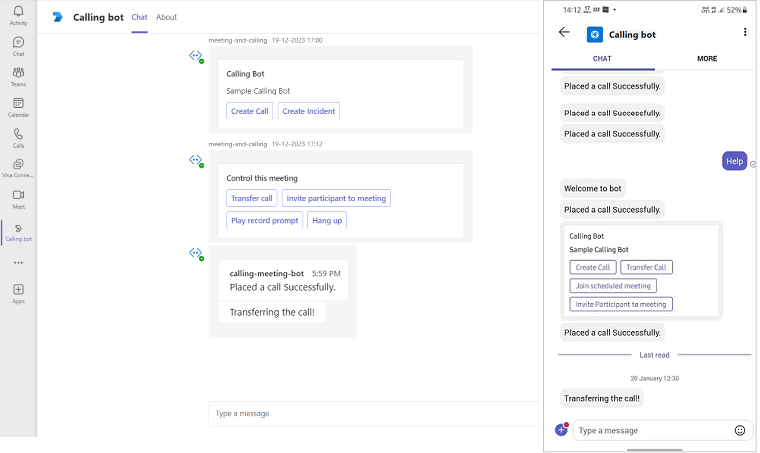 Activity
Chat
Teams
Calendar
Calls
Viva Conne...
Meet
Calling bot
Apps
Calling bot Chat About
meeting-and-calling 19-12-2023 17:00
Calling Bot
Sample Calling Bot
Create Call Create Incident
meeting-and-calling 19-12-2023 17:12
Control this meeting
Transfer call Invite participant to meeting
Play record prompt Hang up
calling-meeting-bot 5:59 PM
Placed a call Successfully.
Transferring the call!
Type a message
14:12 52%
Calling bot
CHAT MORE
Placed a call Successfully.
Placed a call Successfully.
Placed a call Successfully.
Help
Welcome to bot
Placed a call Successfully.
Calling Bot
Sample Calling Bot
Create Call Transfer Call
Join scheduled meeting
Invite Participant to meeting
Placed a call Successfully.
Last read
20 January 12:30
Transferring the call!
Type a message